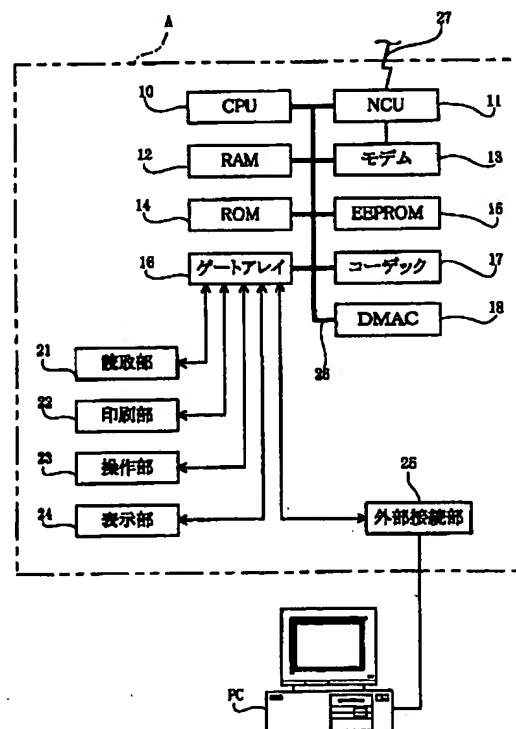 A
27
10 CPU NCU 11
12 RAM モデム 13
14 ROM EEPROM 15
16 ゲートアレイ コーデック 17
DMAC 18
26
21 読取部
22 印刷部
23 操作部
24 表示部
25
外部接続部
PC